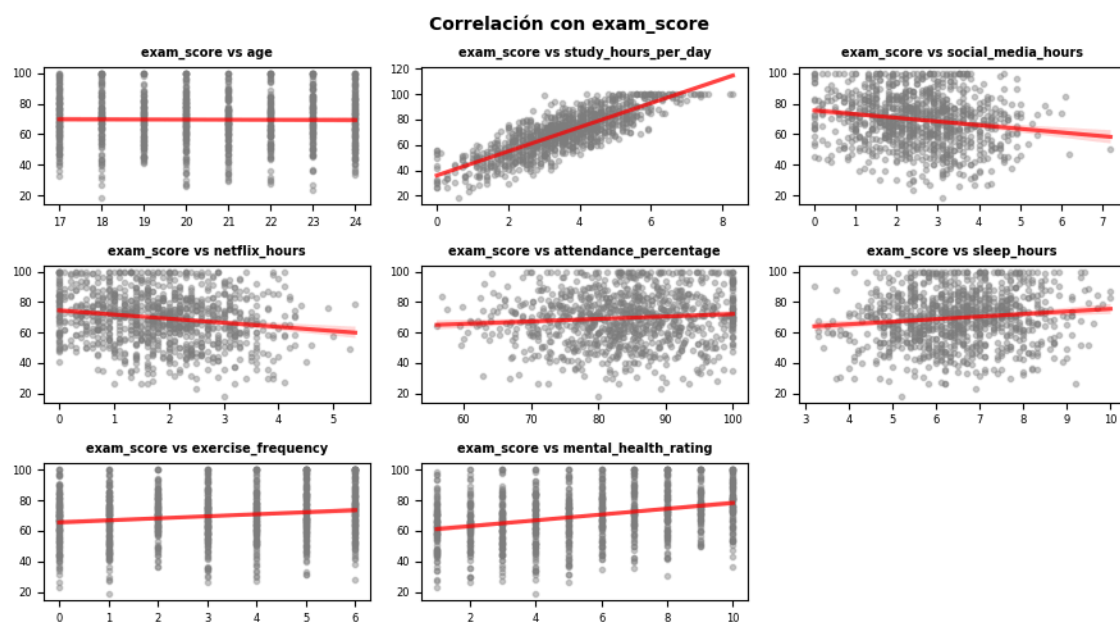 Correlación con exam_score
exam_score vs age
100
80
60
40
20
17 18 19 20 21 22 23 24
exam_score vs study_hours_per_day
120
100
80
60
40
20
0 2 4 6 8
exam_score vs social_media_hours
100
80
60
40
20
0 1 2 3 4 5 6 7
exam_score vs netflix_hours
100
80
60
40
20
0 1 2 3 4 5
exam_score vs attendance_percentage
100
80
60
40
20
60 70 80 90 100
exam_score vs sleep_hours
100
80
60
40
20
3 4 5 6 7 8 9 10
exam_score vs exercise_frequency
100
80
60
40
20
0 1 2 3 4 5 6
exam_score vs mental_health_rating
100
80
60
40
20
2 4 6 8 10